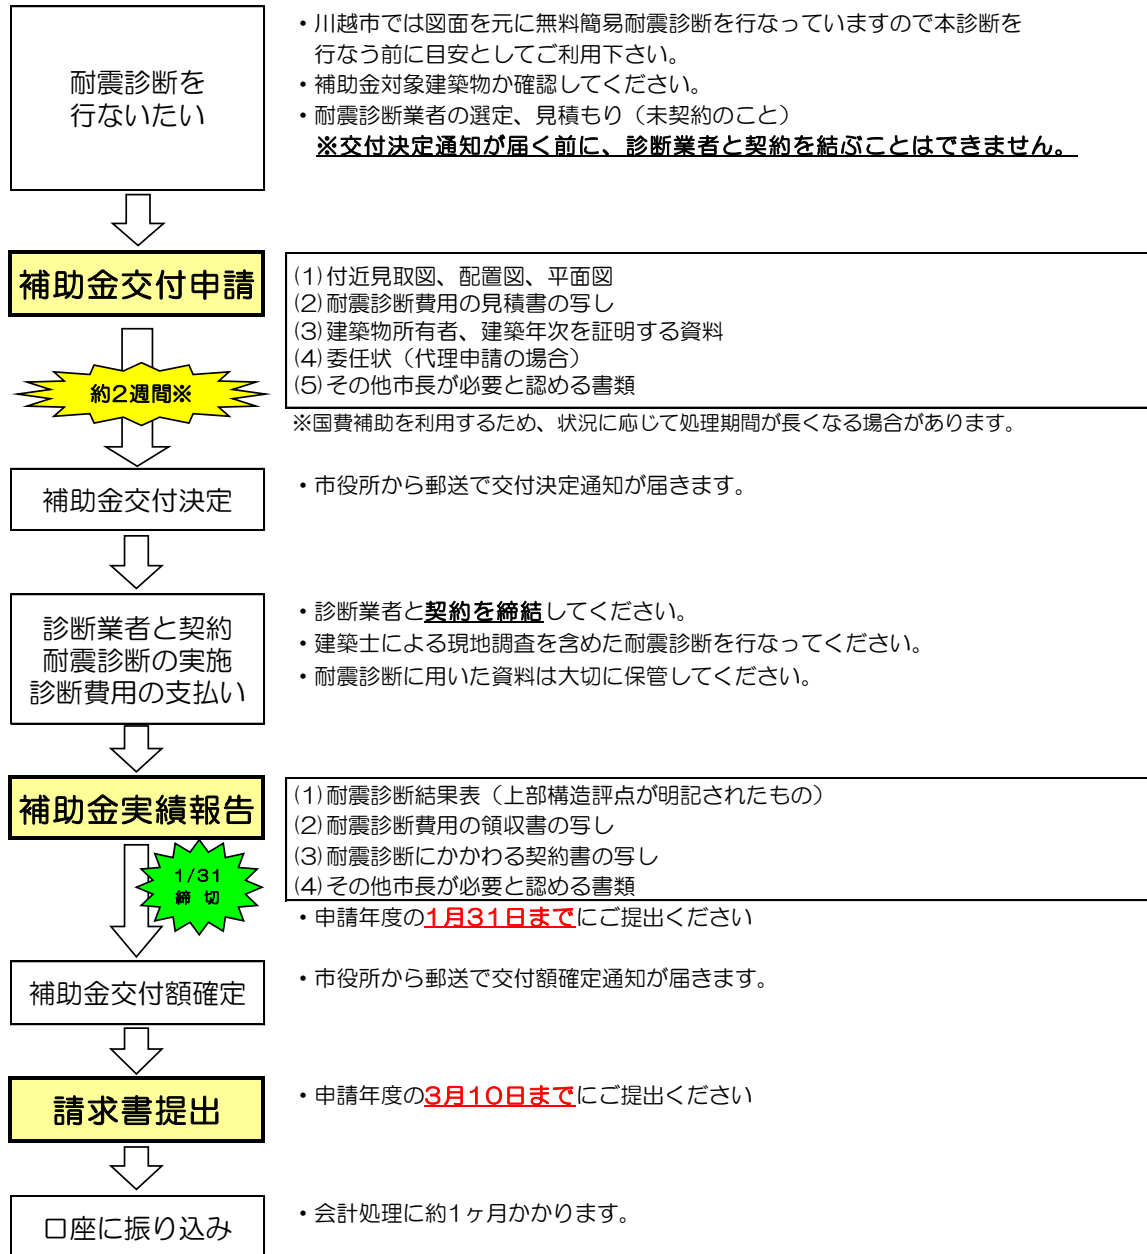 耐震診断を
行ないたい
・川越市では図面を元に無料簡易耐震診断を行なっていますので本診断を
行なう前に目安としてご利用下さい。
・補助金対象建築物か確認してください。
・耐震診断業者の選定、見積もり（未契約のこと）
※交付決定通知が届く前に、診断業者と契約を結ぶことはできません。
補助金交付申請
(1)付近見取図、配置図、平面図
(2)耐震診断費用の見積書の写し
(3)建築物所有者、建築年次を証明する資料
(4)委任状（代理申請の場合）
(5)その他市長が必要と認める書類
約2週間※
※国費補助を利用するため、状況に応じて処理期間が長くなる場合があります。
補助金交付決定
・市役所から郵送で交付決定通知が届きます。
診断業者と契約
耐震診断の実施
診断費用の支払い
・診断業者と契約を締結してください。
・建築士による現地調査を含めた耐震診断を行なってください。
・耐震診断に用いた資料は大切に保管してください。
補助金実績報告
(1)耐震診断結果表（上部構造評点が明記されたもの）
(2)耐震診断費用の領収書の写し
(3)耐震診断にかかわる契約書の写し
(4)その他市長が必要と認める書類
1/31
締 切
・申請年度の1月31日までにご提出ください
補助金交付額確定
・市役所から郵送で交付額確定通知が届きます。
請求書提出
・申請年度の3月10日までにご提出ください
口座に振り込み
・会計処理に約1ヶ月かかります。